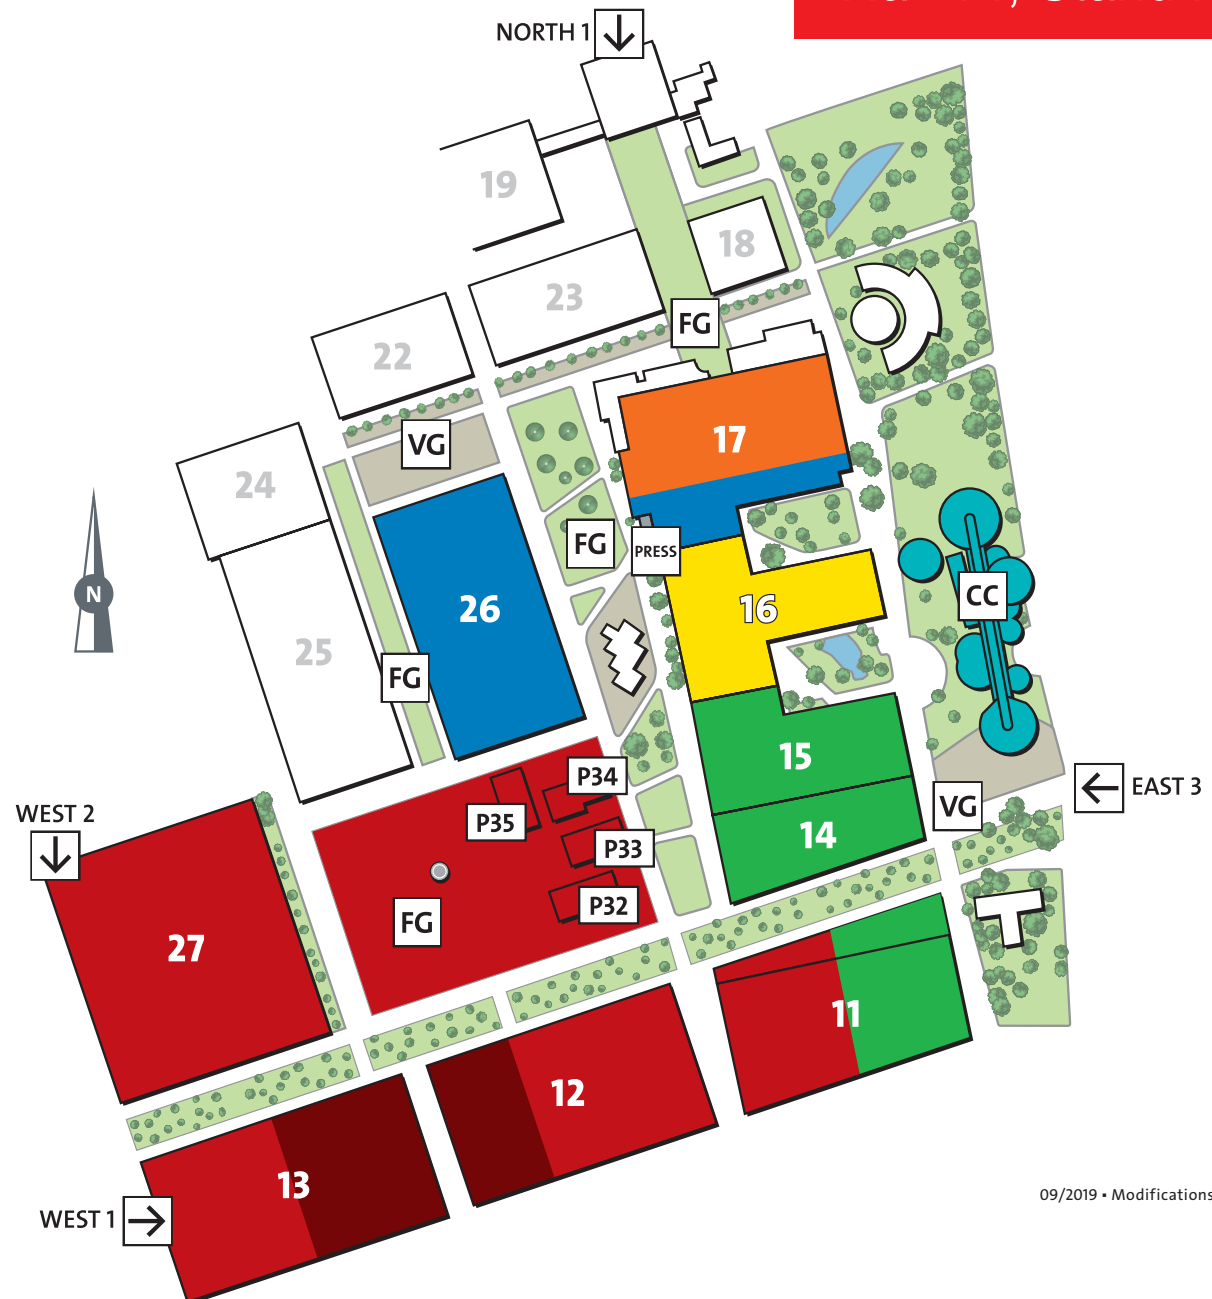 NORTH 1
19
18
23
FG
22
17
VG
24
FG
PRESS
CC
26
16
25
FG
15
P34
EAST 3
VG
WEST 2
P35
14
P33
P32
FG
27
11
12
13
09/2019 • Modifications
WEST 1
N